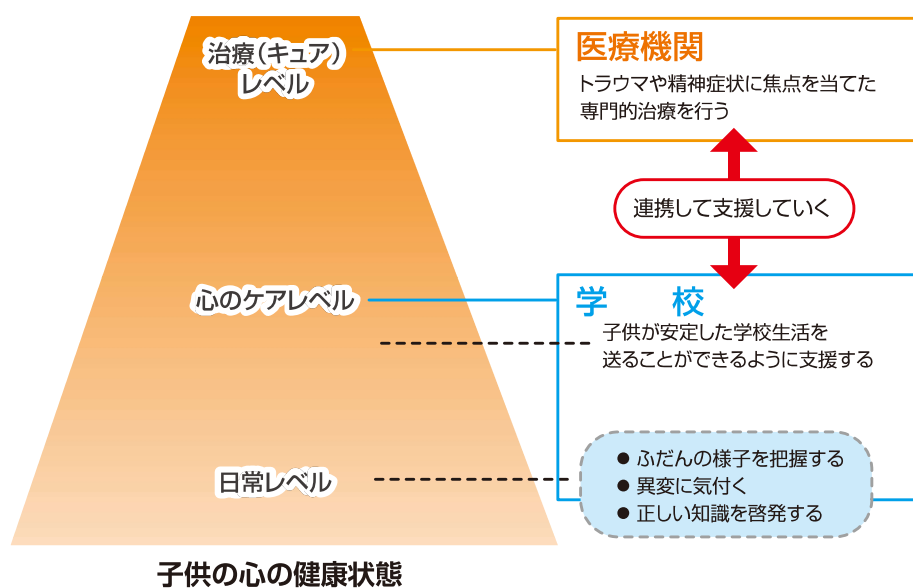 治療(キュア)
レベル
医療機関
トラウマや精神症状に焦点を当てた
専門的治療を行う
連携して支援していく
心のケアレベル
学　校
子供が安定した学校生活を
送ることができるように支援する
日常レベル
● ふだんの様子を把握する
● 異変に気付く
● 正しい知識を啓発する
子供の心の健康状態